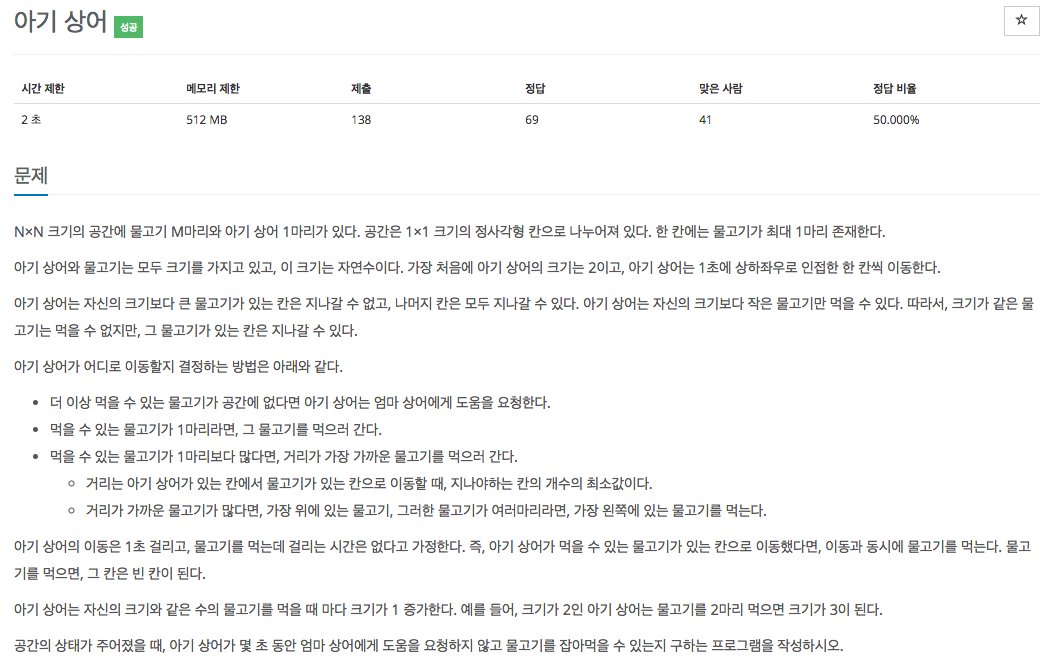 아기 상어 성공
☆
시간 제한 메모리 제한 제출 정답 맞은 사람 정답 비율
2 초 512 MB 138 69 41 50.000%
문제
N×N 크기의 공간에 물고기 M마리와 아기 상어 1마리가 있다. 공간은 1×1 크기의 정사각형 칸으로 나누어져 있다. 한 칸에는 물고기가 최대 1마리 존재한다.
아기 상어와 물고기는 모두 크기를 가지고 있고, 이 크기는 자연수이다. 가장 처음에 아기 상어의 크기는 2이고, 아기 상어는 1초에 상하좌우로 인접한 한 칸씩 이동한다.
아기 상어는 자신의 크기보다 큰 물고기가 있는 칸은 지나갈 수 없고, 나머지 칸은 모두 지나갈 수 있다. 아기 상어는 자신의 크기보다 작은 물고기만 먹을 수 있다. 따라서, 크기가 같은 물
고기는 먹을 수 없지만, 그 물고기가 있는 칸은 지나갈 수 있다.
아기 상어가 어디로 이동할지 결정하는 방법은 아래와 같다.
• 더 이상 먹을 수 있는 물고기가 공간에 없다면 아기 상어는 엄마 상어에게 도움을 요청한다.
• 먹을 수 있는 물고기가 1마리라면, 그 물고기를 먹으러 간다.
• 먹을 수 있는 물고기가 1마리보다 많다면, 거리가 가장 가까운 물고기를 먹으러 간다.
◦ 거리는 아기 상어가 있는 칸에서 물고기가 있는 칸으로 이동할 때, 지나야하는 칸의 개수의 최소값이다.
◦ 거리가 가까운 물고기가 많다면, 가장 위에 있는 물고기, 그러한 물고기가 여러마리라면, 가장 왼쪽에 있는 물고기를 먹는다.
아기 상어의 이동은 1초 걸리고, 물고기를 먹는데 걸리는 시간은 없다고 가정한다. 즉, 아기 상어가 먹을 수 있는 물고기가 있는 칸으로 이동했다면, 이동과 동시에 물고기를 먹는다. 물고
기를 먹으면, 그 칸은 빈 칸이 된다.
아기 상어는 자신의 크기와 같은 수의 물고기를 먹을 때 마다 크기가 1 증가한다. 예를 들어, 크기가 2인 아기 상어는 물고기를 2마리 먹으면 크기가 3이 된다.
공간의 상태가 주어졌을 때, 아기 상어가 몇 초 동안 엄마 상어에게 도움을 요청하지 않고 물고기를 잡아먹을 수 있는지 구하는 프로그램을 작성하시오.